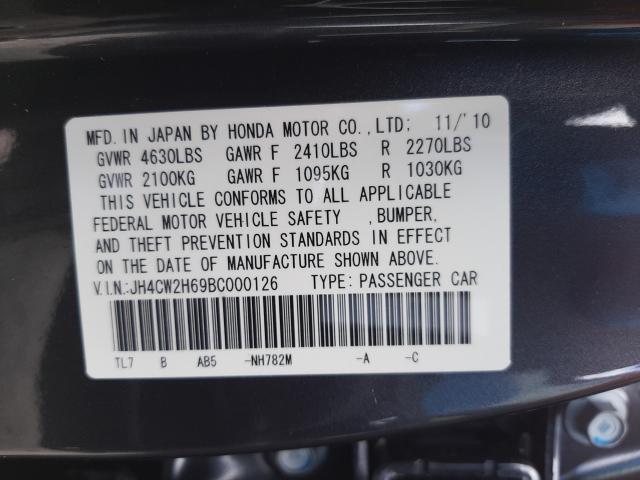 MFD. IN JAPAN BY HONDA MOTOR CO., LTD: 11/'10
GVWR 4630LBS GAWR F 2410LBS R 2270LBS
GVWR 2100KG GAWR F 1095KG R 1030KG
THIS VEHICLE CONFORMS TO ALL APPLICABLE
FEDERAL MOTOR VEHICLE SAFETY , BUMPER,
AND THEFT PREVENTION STANDARDS IN EFFECT
ON THE DATE OF MANUFACTURE SHOWN ABOVE.
V.I.N.:JH4CW2H69BC000126 TYPE: PASSENGER CAR
TL7 B AB5 -NH782M -A -C